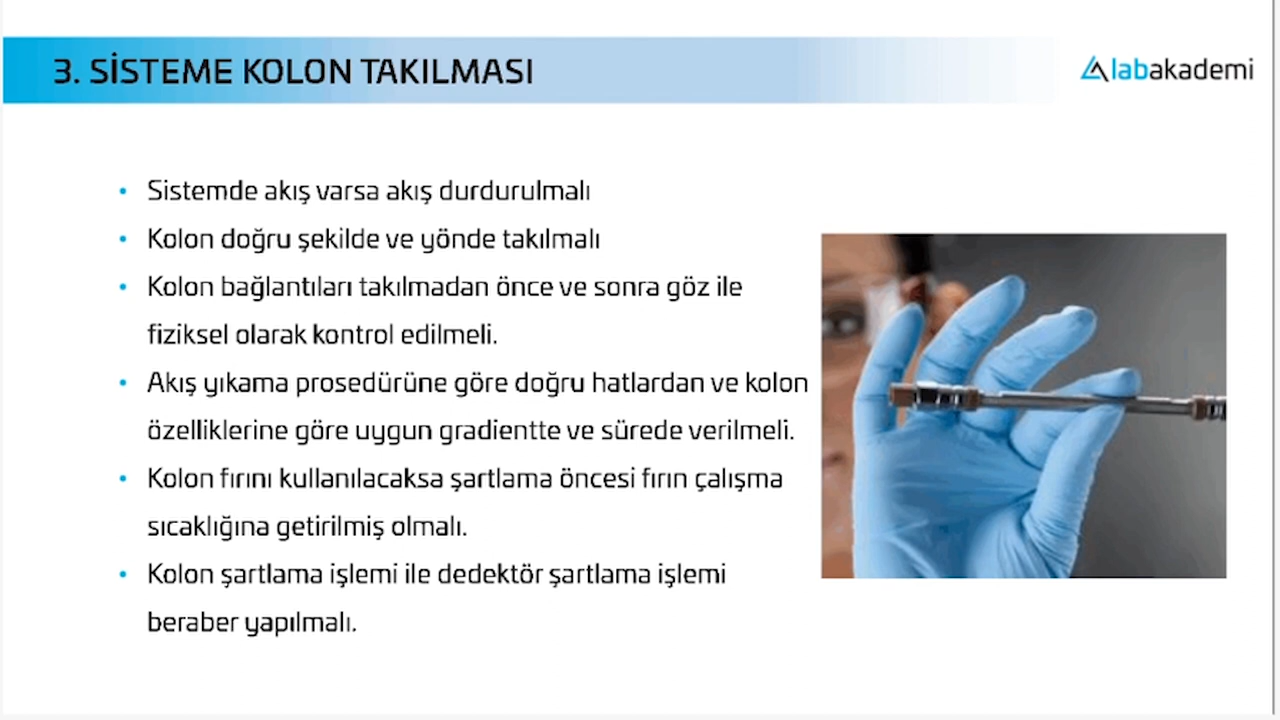 3. SİSTEME KOLON TAKILMASI
labakademi
• Sistemde akış varsa akış durdurulmalı
• Kolon doğru şekilde ve yönde takılmalı
• Kolon bağlantıları takılmadan önce ve sonra göz ile
fiziksel olarak kontrol edilmeli.
• Akış yıkama prosedürüne göre doğru hatlardan ve kolon
özelliklerine göre uygun gradientte ve sürede verilmeli.
• Kolon fırını kullanılacaksa şartlama öncesi fırın çalışma
sıcaklığına getirilmiş olmalı.
• Kolon şartlama işlemi ile dedektör şartlama işlemi
beraber yapılmalı.